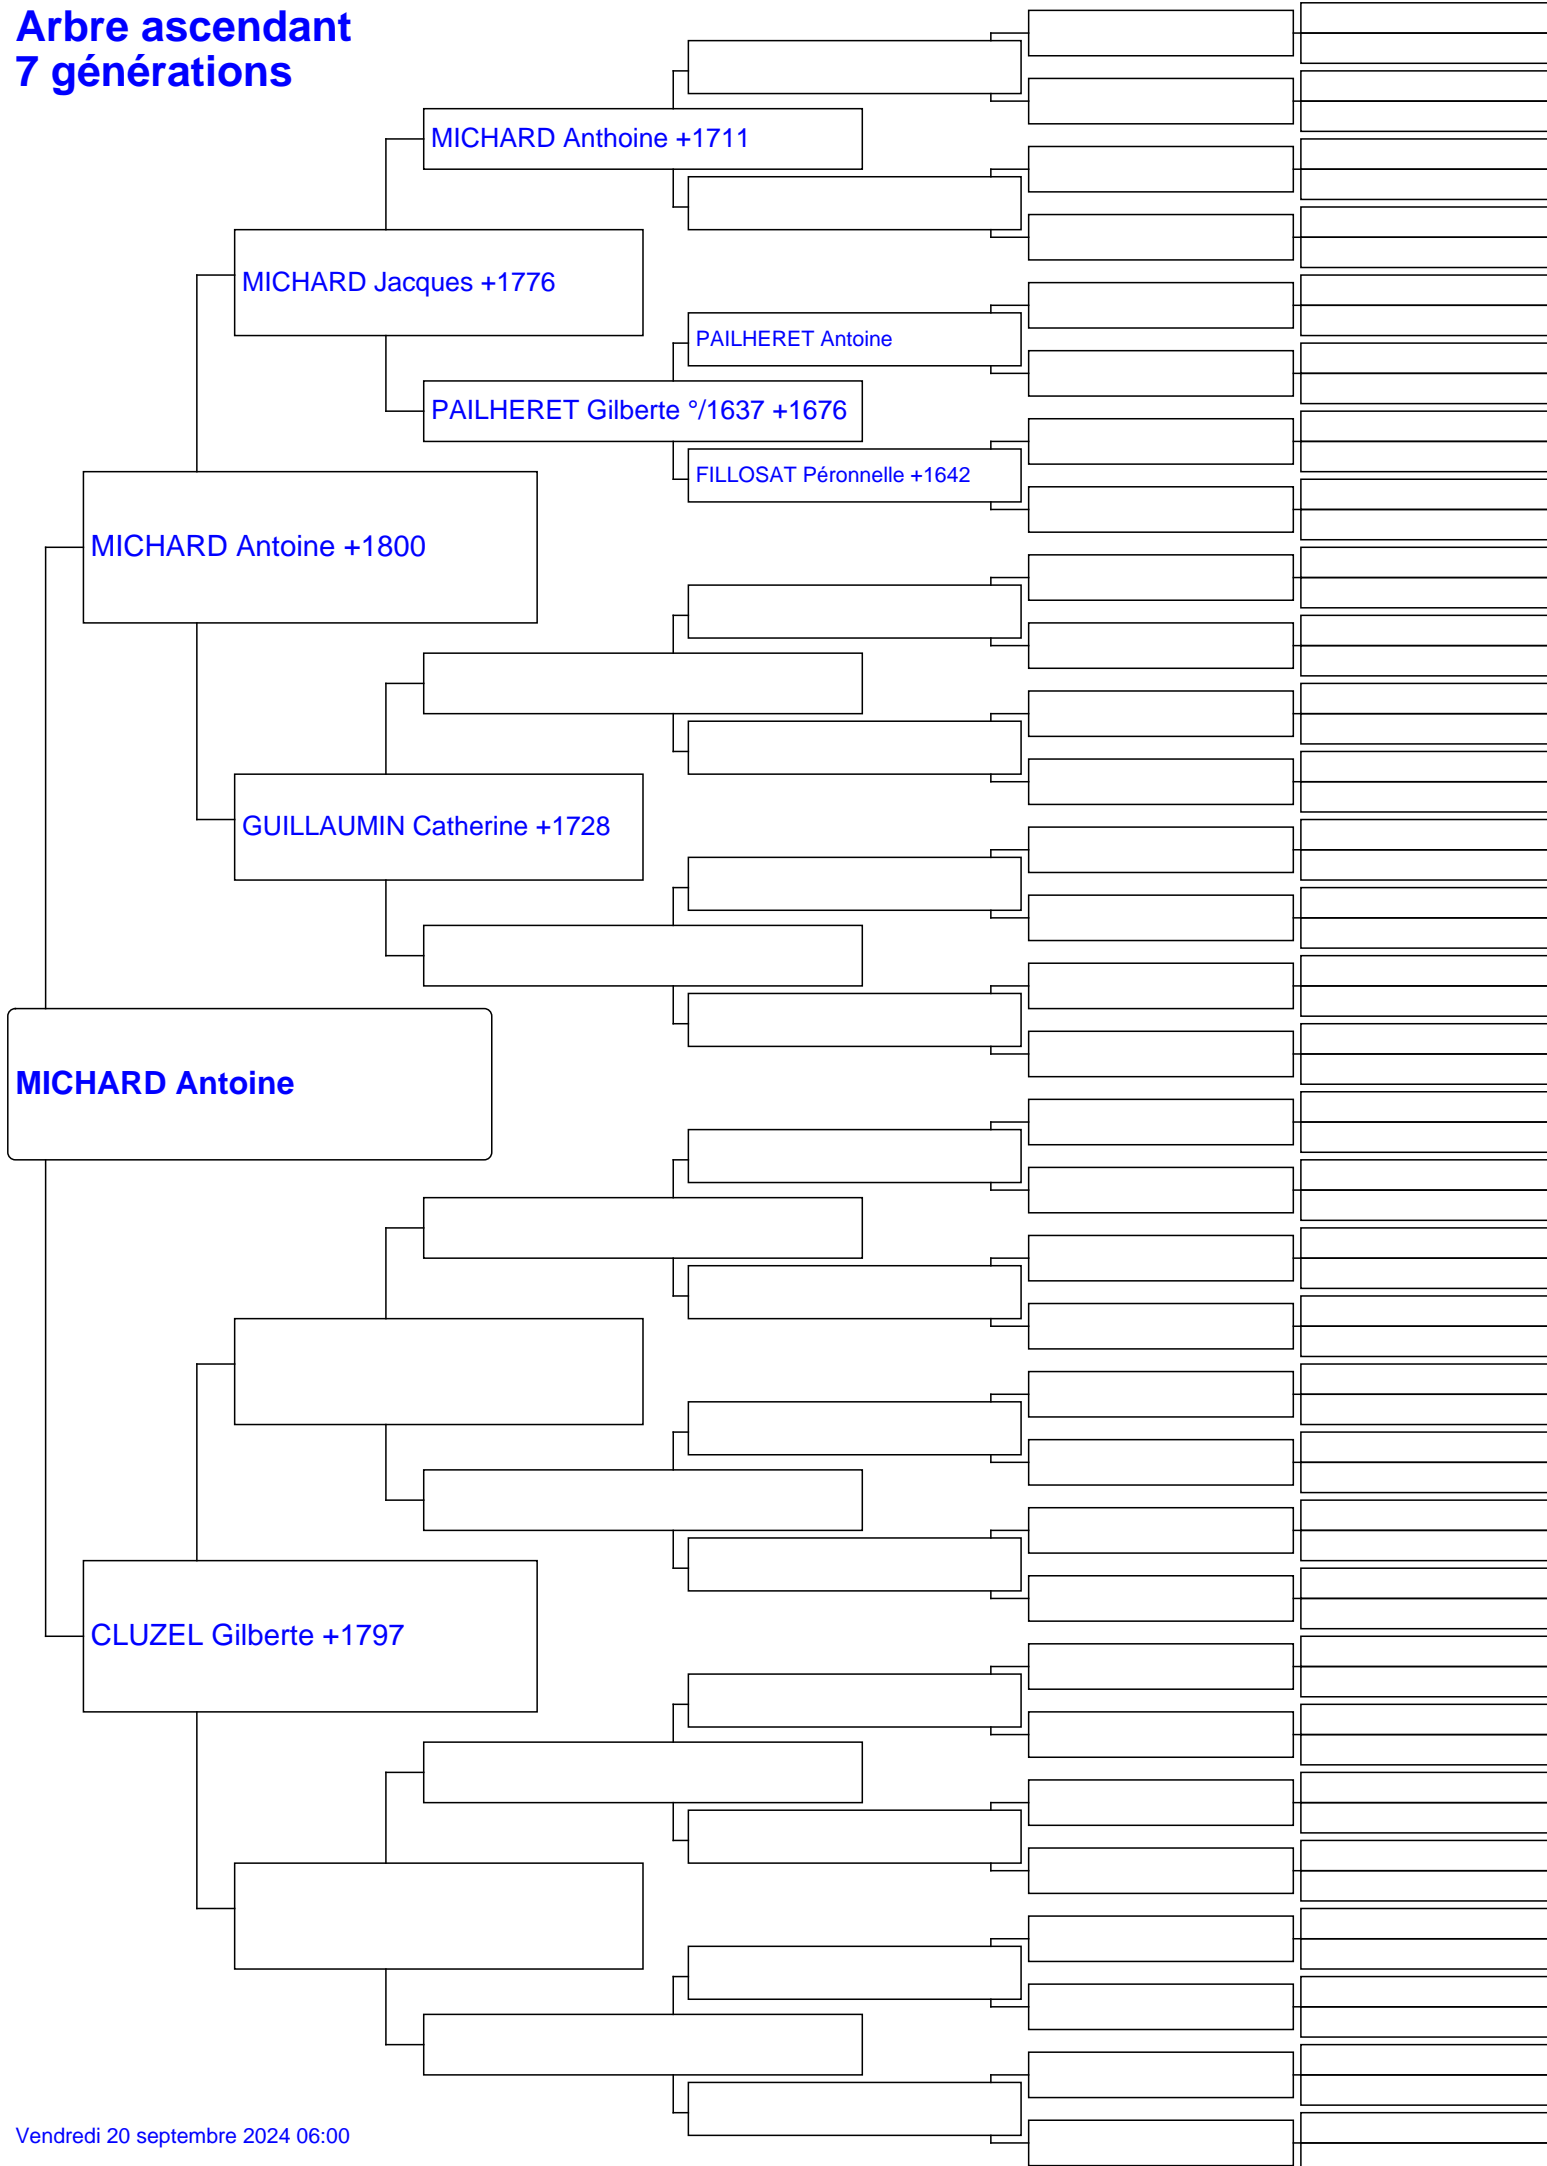 Arbre ascendant
7 générations
MICHARD Anthoine +1711
MICHARD Jacques +1776
PAILHERET Antoine
PAILHERET Gilberte °/1637 +1676
FILLOSAT Péronnelle +1642
MICHARD Antoine +1800
GUILLAUMIN Catherine +1728
MICHARD Antoine
CLUZEL Gilberte +1797
Vendredi 20 septembre 2024 06:00